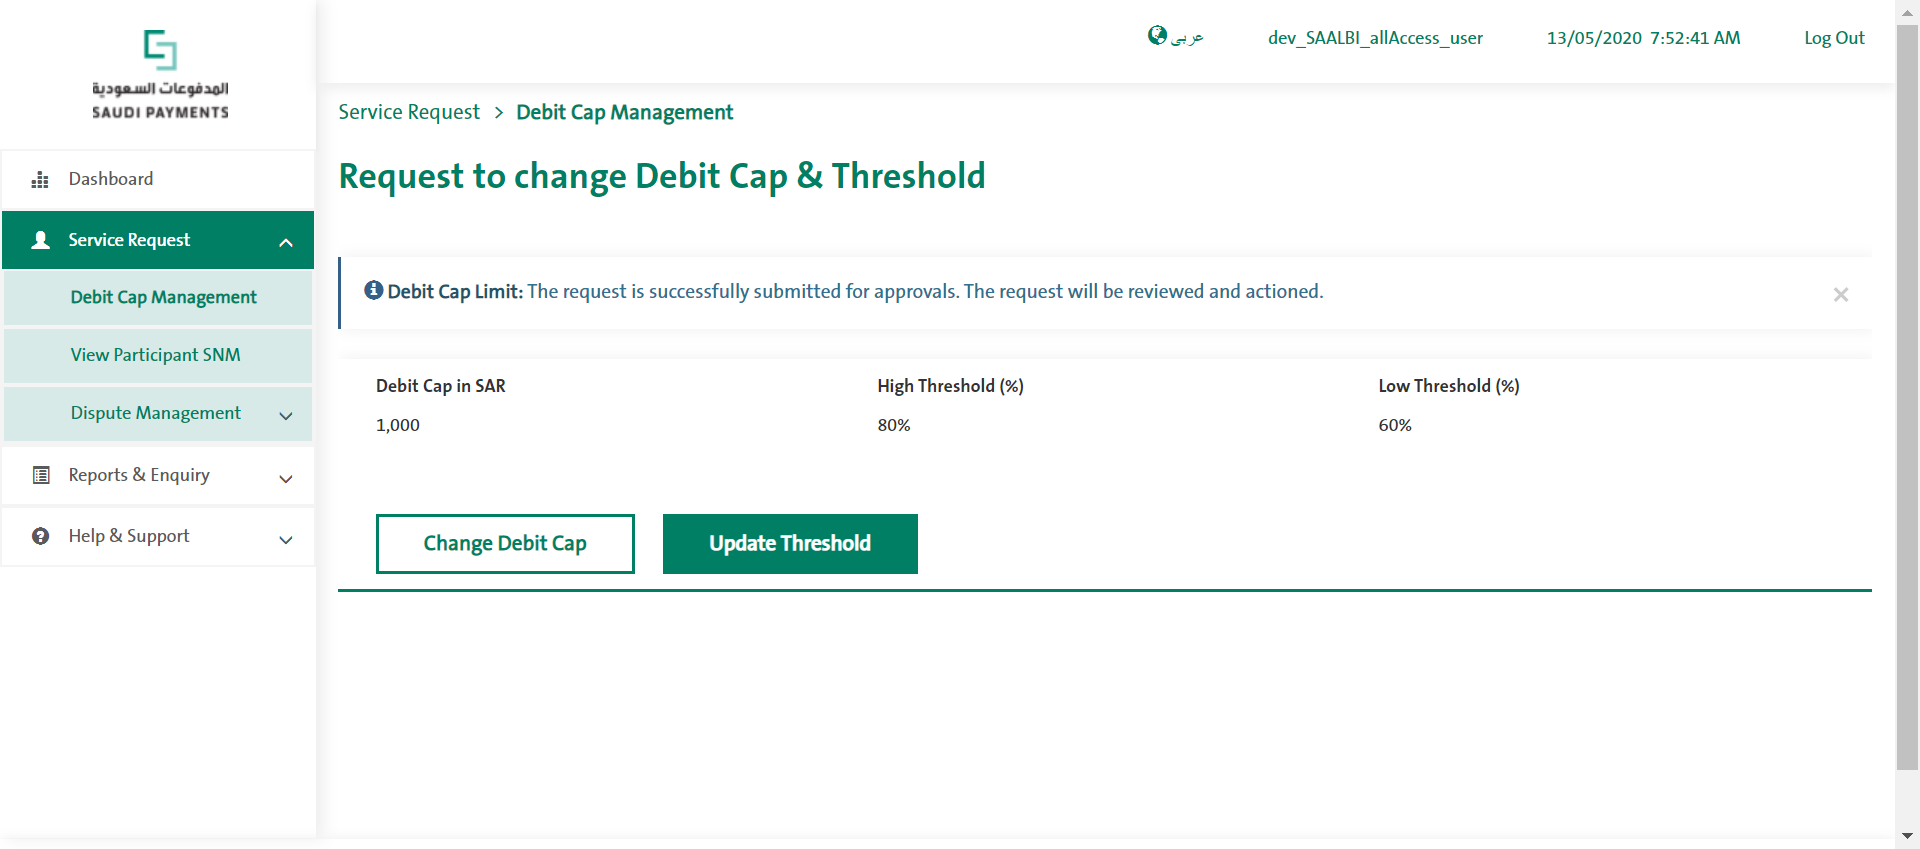 المدفوعات السعودية
SAUDI PAYMENTS
عربي
dev_SAALBI_allAccess_user
13/05/2020 7:52:41 AM
Log Out
Dashboard
Service Request
Debit Cap Management
View Participant SNM
Dispute Management
Reports & Enquiry
Help & Support
Service Request > Debit Cap Management
Request to change Debit Cap & Threshold
Debit Cap Limit: The request is successfully submitted for approvals. The request will be reviewed and actioned.
×
Debit Cap in SAR
High Threshold (%)
Low Threshold (%)
1,000
80%
60%
Change Debit Cap
Update Threshold